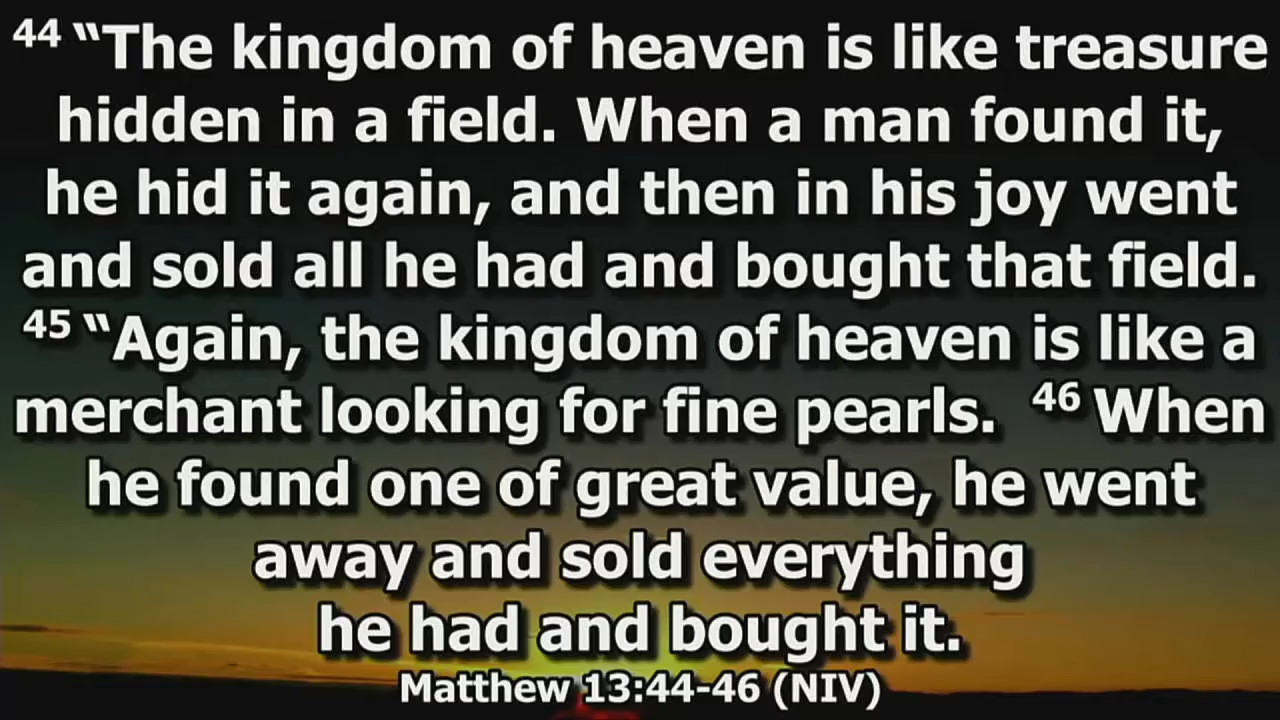 44 “The kingdom of heaven is like treasure
hidden in a field. When a man found it,
he hid it again, and then in his joy went
and sold all he had and bought that field.
45 “Again, the kingdom of heaven is like a
merchant looking for fine pearls. 46 When
he found one of great value, he went
away and sold everything
he had and bought it.
Matthew 13:44-46 (NIV)